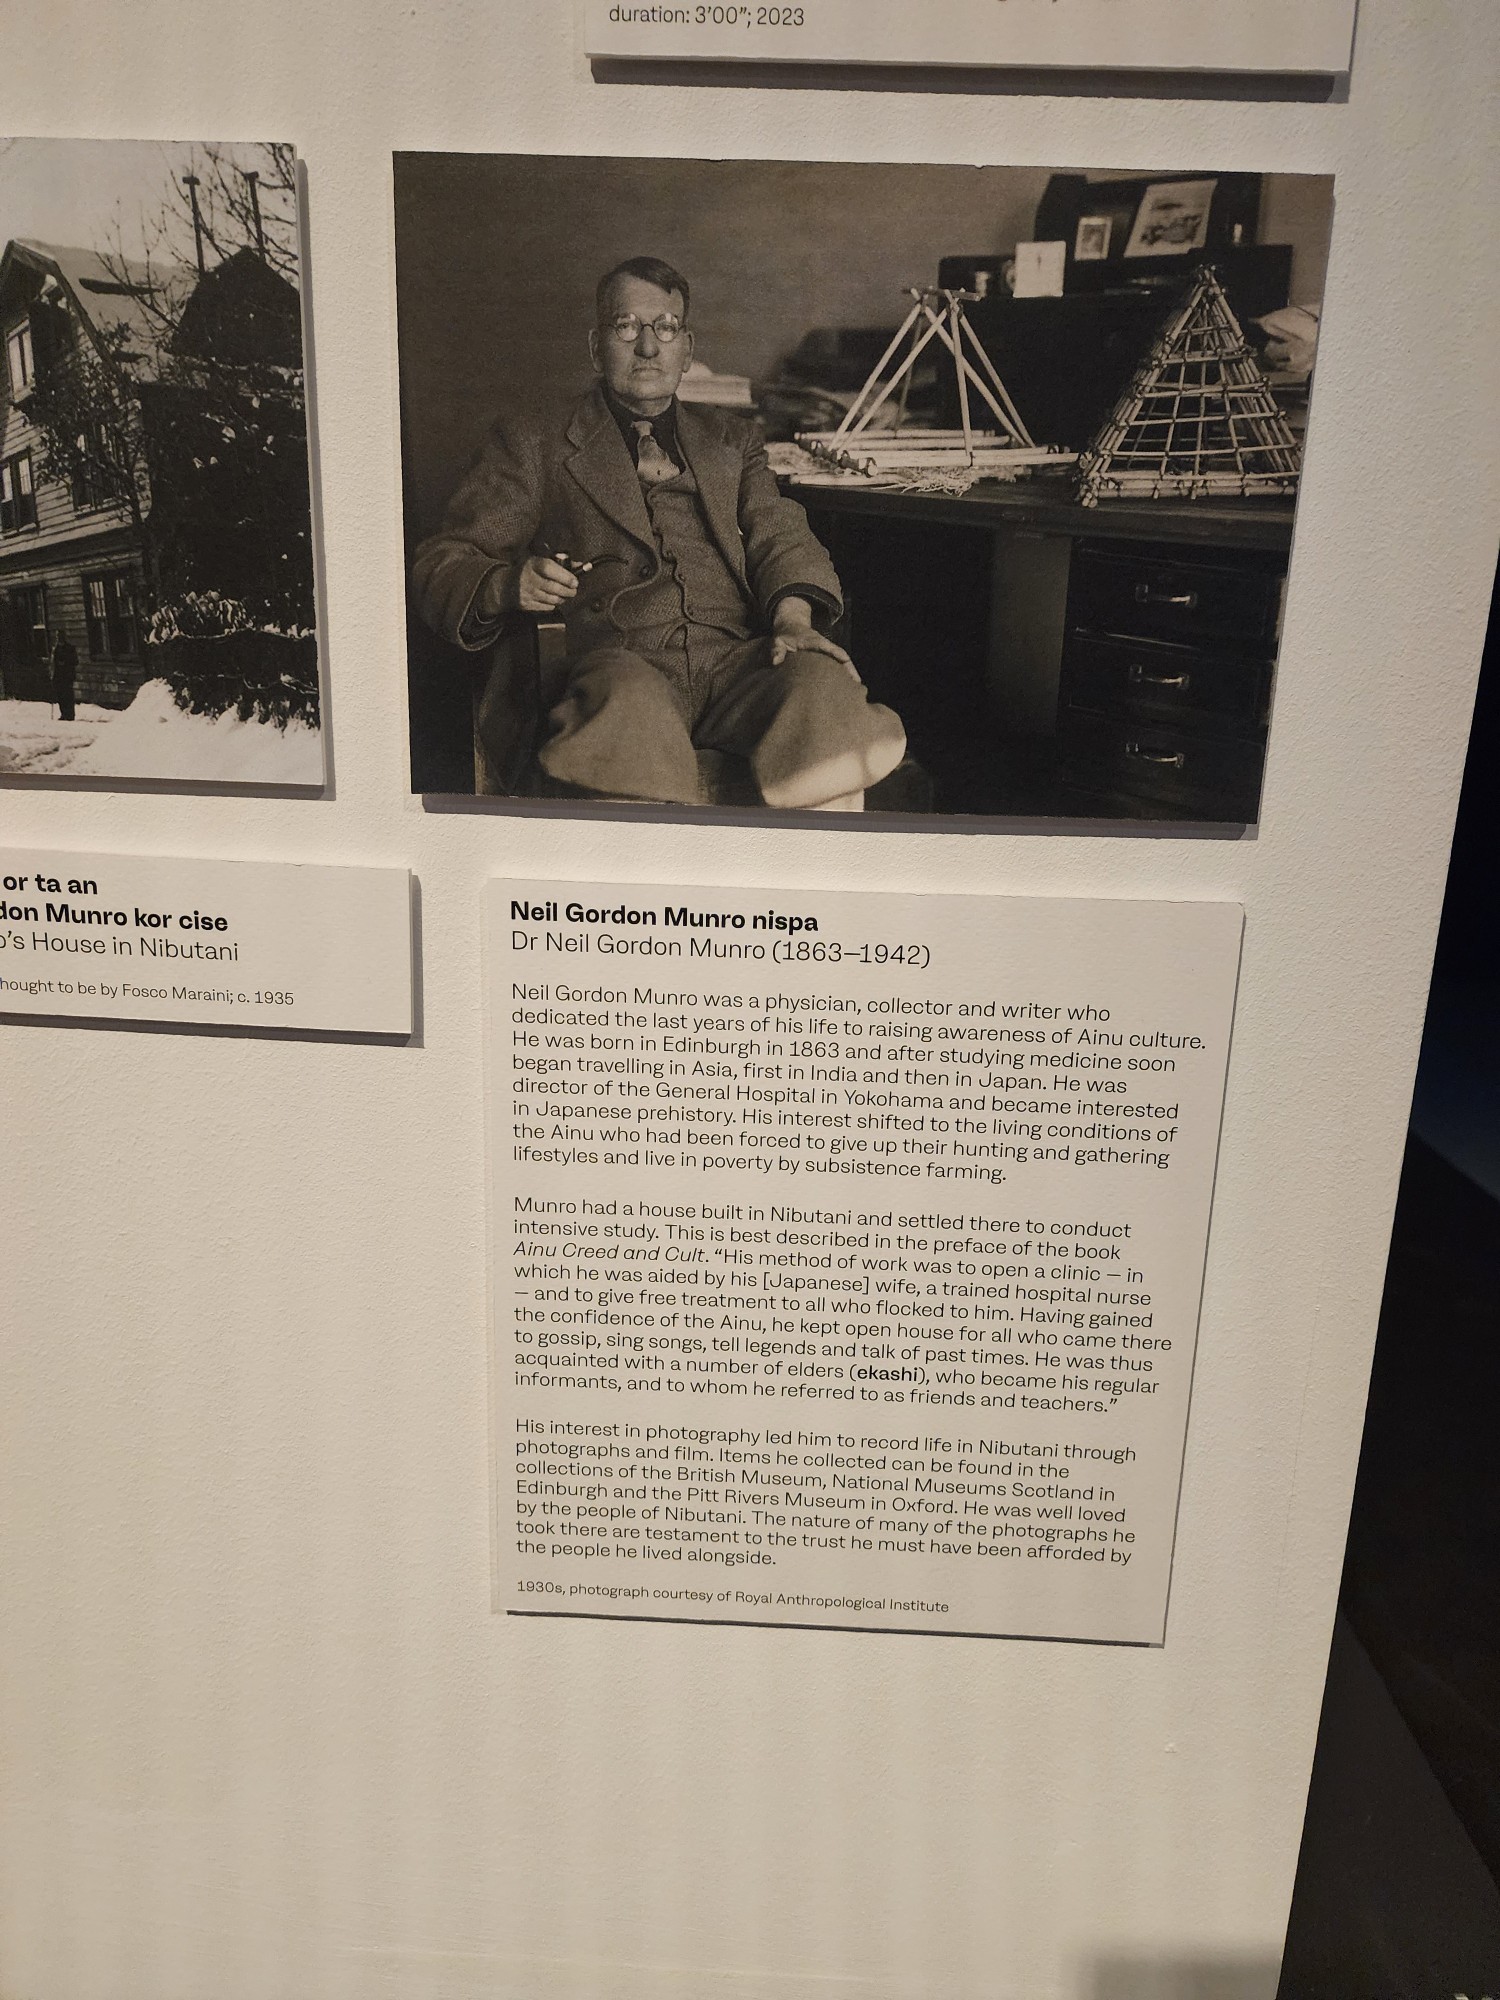 duration: 3’00”; 2023
or ta an
Munro kor cise
House in Nibutani
to be by Fosco Maraini; c. 1935
Neil Gordon Munro nispa
Dr Neil Gordon Munro (1863–1942)
Neil Gordon Munro was a physician, collector and writer who
dedicated the last years of his life to raising awareness of Ainu culture.
He was born in Edinburgh in 1863 and after studying medicine soon
began travelling in Asia, first in India and then in Japan. He was
director of the General Hospital in Yokohama and became interested
in Japanese prehistory. His interest shifted to the living conditions of
the Ainu who had been forced to give up their hunting and gathering
lifestyles and live in poverty by subsistence farming.
Munro had a house built in Nibutani and settled there to conduct
intensive study. This is best described in the preface of the book
Ainu Creed and Cult. “His method of work was to open a clinic – in
which he was aided by his [Japanese] wife, a trained hospital nurse
– and to give free treatment to all who flocked to him. Having gained
the confidence of the Ainu, he kept open house for all who came there
to gossip, sing songs, tell legends and talk of past times. He was thus
acquainted with a number of elders (ekashi), who became his regular
informants, and to whom he referred to as friends and teachers.”
His interest in photography led him to record life in Nibutani through
photographs and film. Items he collected can be found in the
collections of the British Museum, National Museums Scotland in
Edinburgh and the Pitt Rivers Museum in Oxford. He was well loved
by the people of Nibutani. The nature of many of the photographs he
took there are testament to the trust he must have been afforded by
the people he lived alongside.
1930s, photograph courtesy of Royal Anthropological Institute